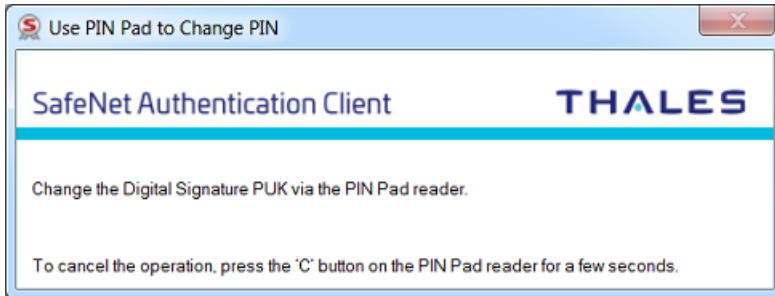 Use PIN Pad to Change PIN
SafeNet Authentication Client THALES
Change the Digital Signature PUK via the PIN Pad reader.
To cancel the operation, press the 'C' button on the PIN Pad reader for a few seconds.